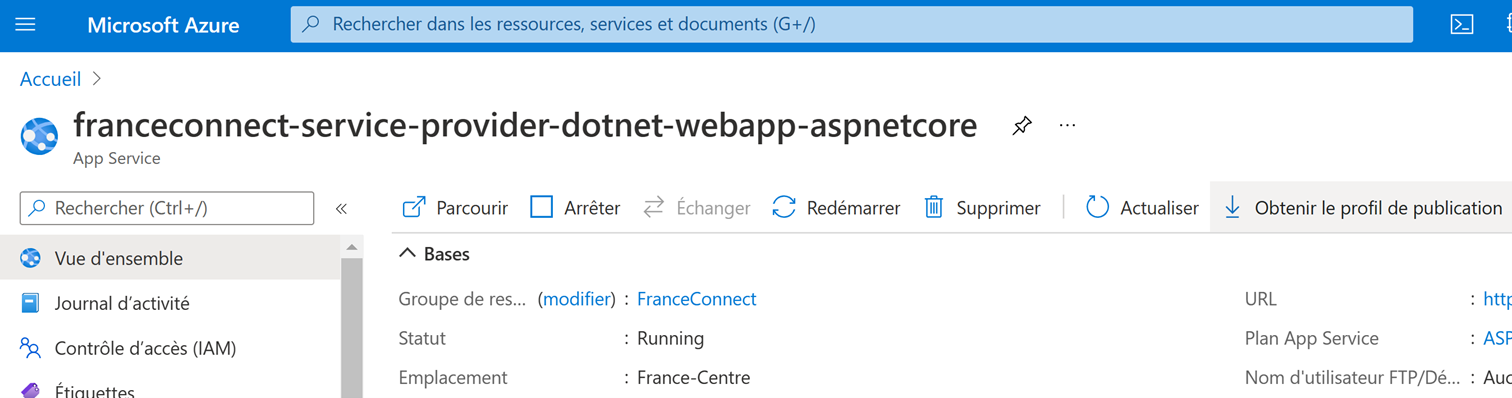 Microsoft Azure
Rechercher dans les ressources, services et documents (G+/)
Accueil
franceconnect-service-provider-dotnet-webapp-aspnetcore
App Service
Rechercher (Ctrl+/)
Parcourir Arrêter Échanger Redémarrer Supprimer Actualiser Obtenir le profil de publication
Vue d'ensemble
Journal d’activité
Contrôle d’accès (IAM)
Étiquettes
Bases
Groupe de res... (modifier) : FranceConnect
Statut : Running
Emplacement : France-Centre
URL :
Plan App Service :
Nom d'utilisateur FTP/Dé... :